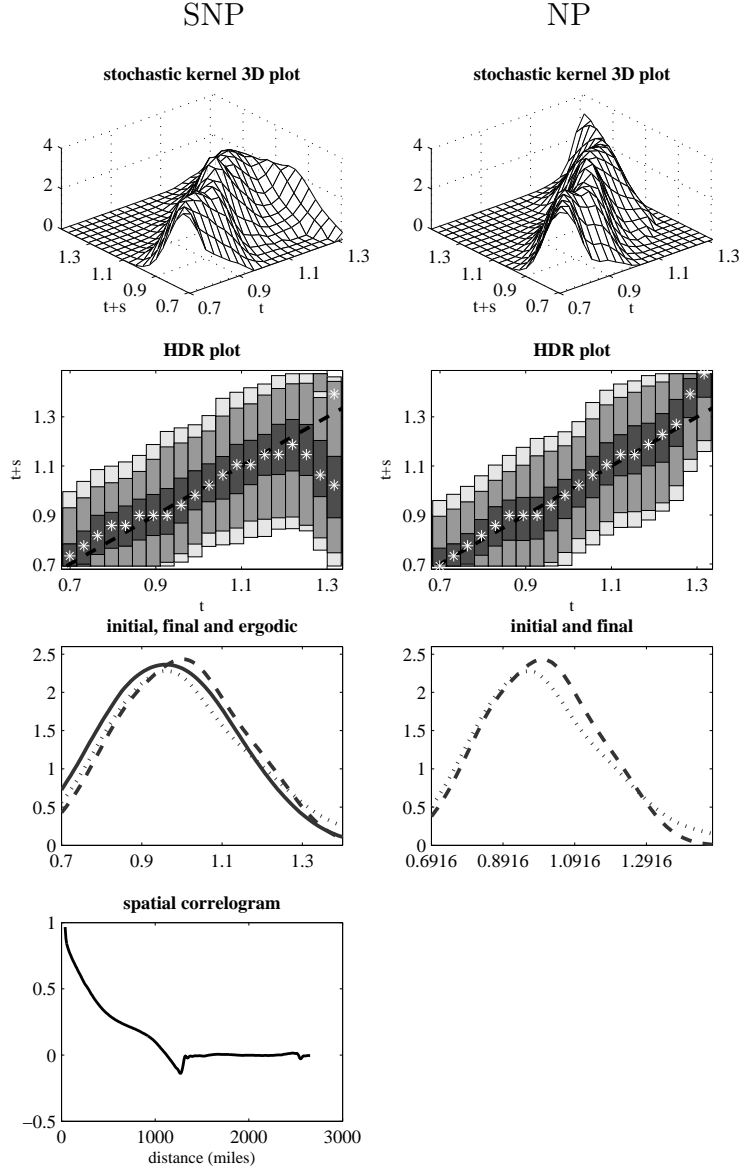 SNP NP
stochastic kernel 3D plot stochastic kernel 3D plot
4 4
2 2
0 0
1.3 1.1 0.9 0.7 0.7 0.9 1.1 1.3 1.3 1.1 0.9 0.7 0.7 0.9 1.1 1.3
t+s t t+s t
HDR plot HDR plot
1.3 1.3
1.1 1.1
0.9 0.9
0.7 0.7
t+s t+s
0.7 0.9 1.1 1.3 0.7 0.9 1.1 1.3
t t
initial, final and ergodic initial and final
2.5 2.5
2 2
1.5 1.5
1 1
0.5 0.5
0 0
0.7 0.9 1.1 1.3 0.6916 0.8916 1.0916 1.2916
spatial correlogram
1
0.5
0
−0.5
0 1000 2000 3000
distance (miles)